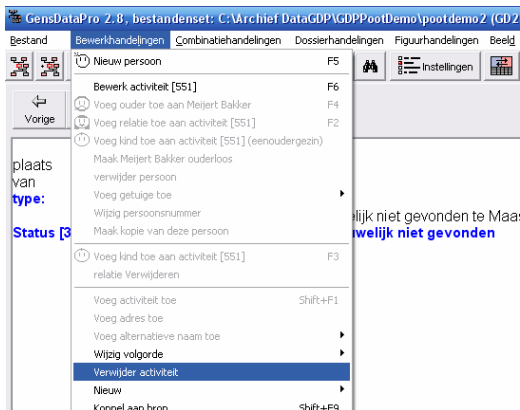 GensDataPro 2.8, bestandenset: C:\Archief DataGDP\GDPPootDemo\pootdemo2 (GD2
Bestand Bewerkhandelingen Combinatiehandelingen Dossierhandelingen Figuurhandelingen Beeld
Instellingen
Vorige
Nieuw persoon F5
Bewerk activiteit [551] F6
Voeg ouder toe aan Meijert Bakker F4
Voeg relatie toe aan activiteit [551] F2
Voeg kind toe aan activiteit [551] (eenoudergezin)
Maak Meijert Bakker ouderloos
verwijder persoon
Voeg getuige toe
Wijzig persoonsnummer
Maak kopie van deze persoon
Voeg kind toe aan activiteit [551] F3
relatie Verwijderen
Voeg activiteit toe Shift+F1
Voeg adres toe
Voeg alternatieve naam toe
Wijzig volgorde
Verwijder activiteit
Nieuw
Koppel aan bron Shift+F9
plaats
van
type:
elijk niet gevonden te Maas
Status [3 uwelijk niet gevonden